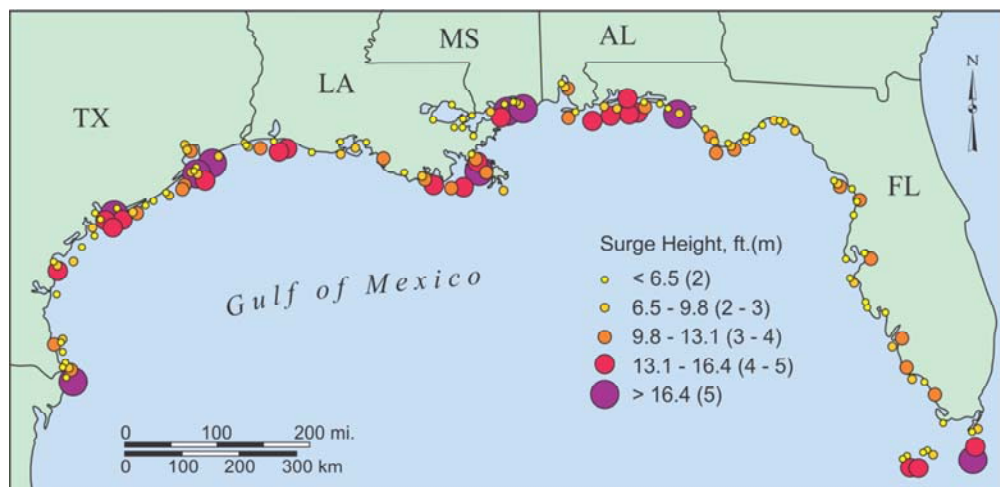 MS
AL
LA
N
TX
FL
Surge Height, ft.(m)
< 6.5 (2)
6.5 - 9.8 (2 - 3)
9.8 - 13.1 (3 - 4)
13.1 - 16.4 (4 - 5)
> 16.4 (5)
Gulf of Mexico
0 100 200 mi.
0 100 200 300 km